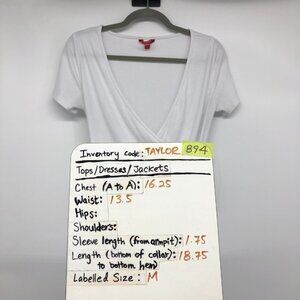 Inventory Code: TAYLOR 894
Tops/Dresses/Jackets
Chest (A to A): 16.25
Waist: 13.5
Hips:
Shoulders:
Sleeve length (from armpit): 1.75
Length (bottom of collar): 18.75
to bottom hem)
Labelled Size: M